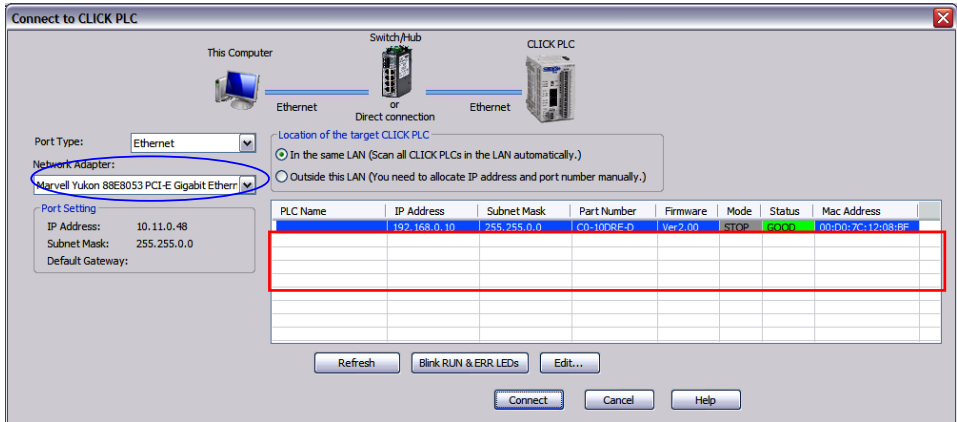 Connect to CLICK PLC
Switch/Hub
This Computer
CLICK PLC
Ethernet
or
Ethernet
Direct connection
Port Type: Ethernet
Network Adapter:
Marvell Yukon 88E8053 PCI-E Gigabit Ethern
Port Setting
IP Address: 10.11.0.48
Subnet Mask: 255.255.0.0
Default Gateway:
Location of the target CLICK PLC
In the same LAN (Scan all CLICK PLCs in the LAN automatically.)
Outside this LAN (You need to allocate IP address and port number manually.)
PLC Name IP Address Subnet Mask Part Number Firmware Mode Status Mac Address
192.168.0.10 255.255.0.0 C0-10DRE-D Ver2.00 STOP GOOD 00:D0:7C:12:08:BF
Refresh Blink RUN & ERR LEDs Edit...
Connect Cancel Help